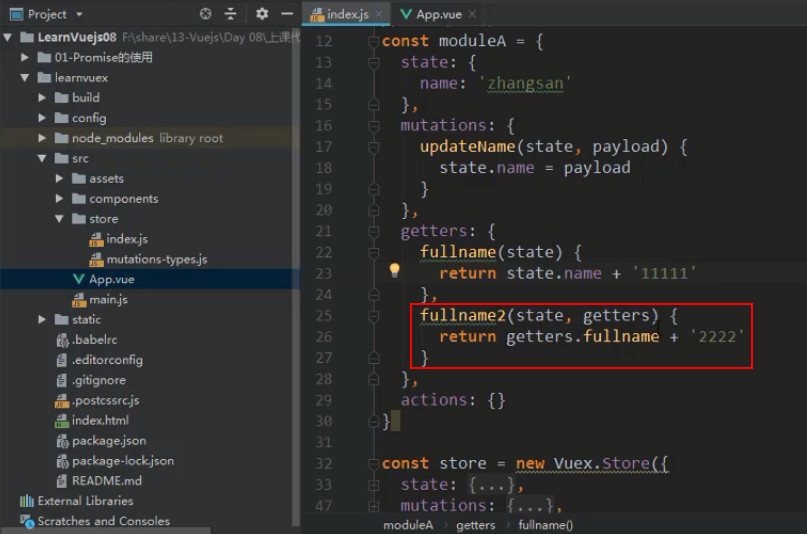 Project
LearnVuejs08 F:\share\13-Vuejs\Day 08\上课代
01-Promise的使用
learnvuex
build
config
node_modules library root
src
assets
components
store
index.js
mutations-types.js
App.vue
main.js
static
.babelrc
.editorconfig
.gitignore
.postcssrc.js
index.html
package.json
package-lock.json
README.md
External Libraries
Scratches and Consoles
index.js
App.vue
12 const moduleA = {
13 state: {
14 name: 'zhangsan'
15 },
16 mutations: {
17 updateName(state, payload) {
18 state.name = payload
19 }
20 },
21 getters: {
22 fullname(state) {
23 return state.name + '11111'
24 },
25 fullname2(state, getters) {
26 return getters.fullname + '2222'
27 }
28 },
29 actions: {}
30 }
31
32 const store = new Vuex.Store({
33 state: {...},
47 mutations: {...},
moduleA getters fullname()